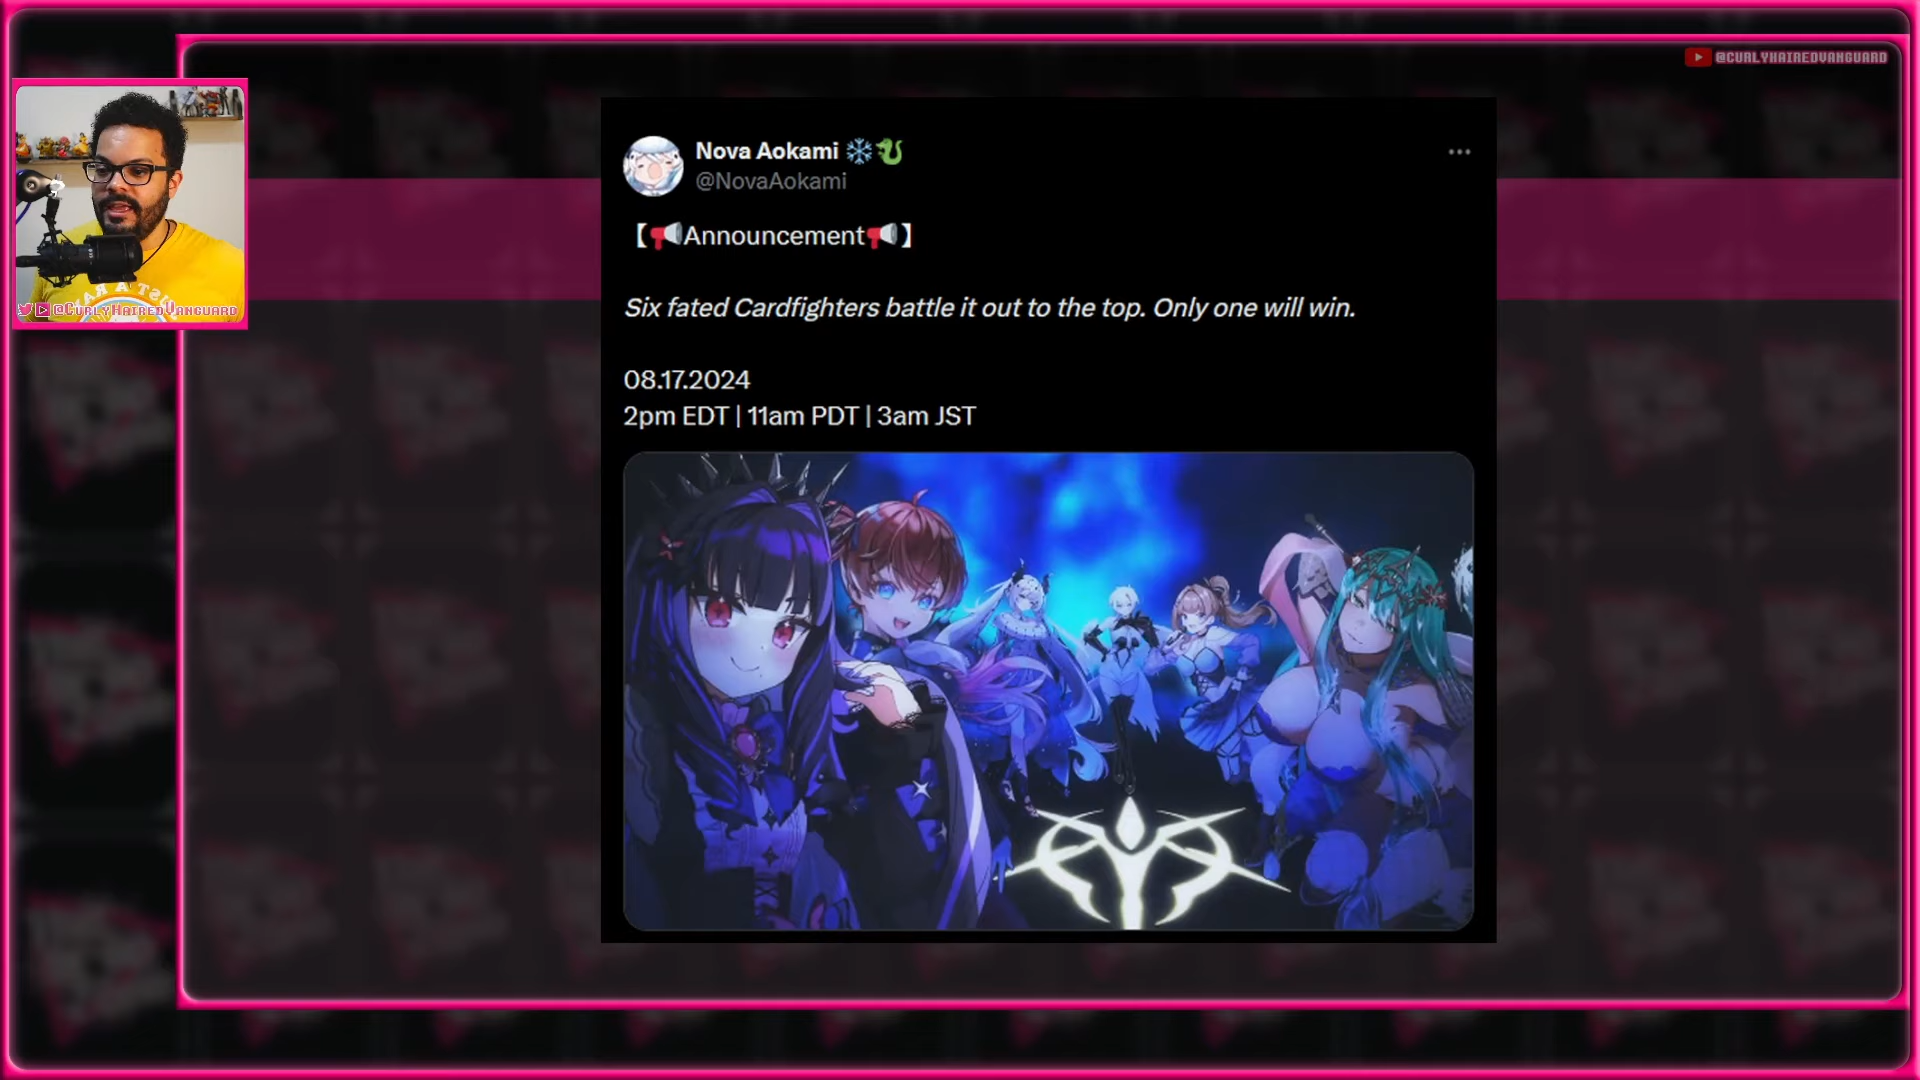 @CURLYHAIREDVANGUARD
Nova Aokami ❄️🐉
@NovaAokami
【📢Announcement📢】
Six fated Cardfighters battle it out to the top. Only one will win.
08.17.2024
2pm EDT | 11am PDT | 3am JST
@CURLYHAIREDVANGUARD